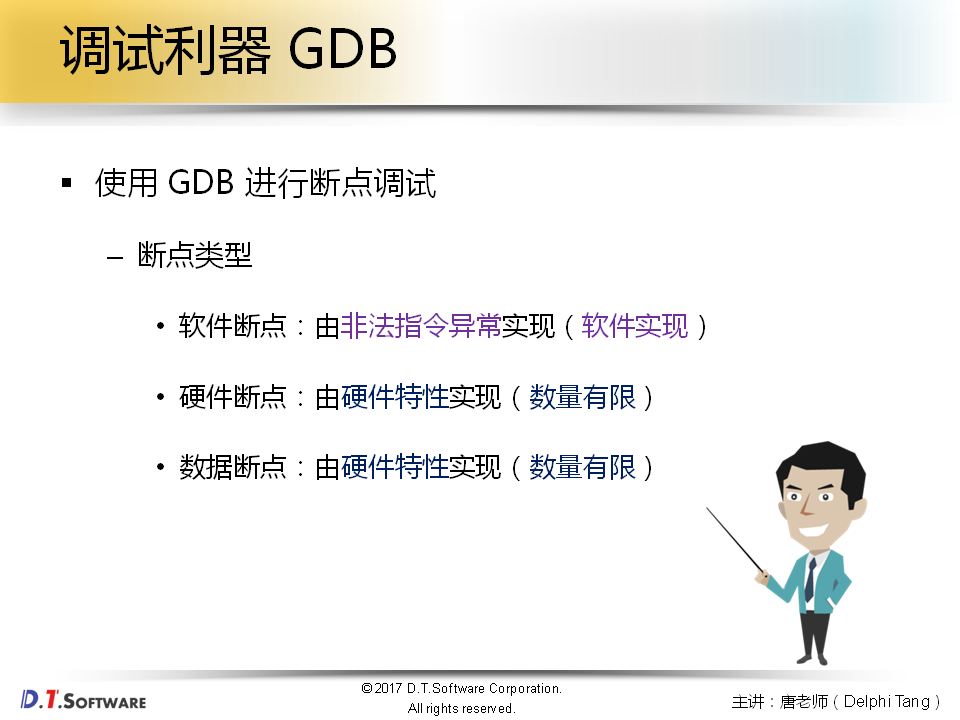 调试利器 GDB
▪ 使用 GDB 进行断点调试
– 断点类型
• 软件断点：由非法指令异常实现（软件实现）
• 硬件断点：由硬件特性实现（数量有限）
• 数据断点：由硬件特性实现（数量有限）
D.T.SOFTWARE
©2017 D.T.Software Corporation.
All rights reserved.
主讲：唐老师（Delphi Tang）